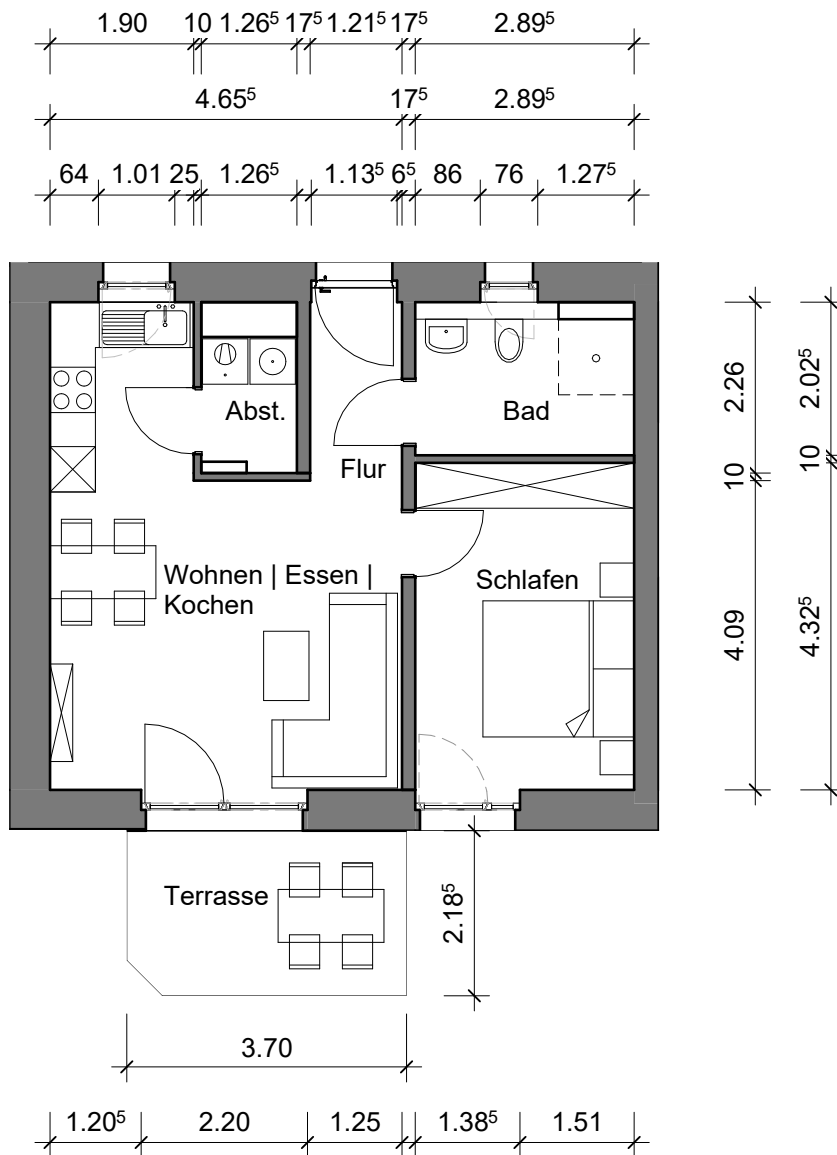 1.90 10 1.26⁵ 17⁵ 1.21⁵ 17⁵ 2.89⁵
4.65⁵ 17⁵ 2.89⁵
64 1.01 25 1.26⁵ 1.13⁵ 6⁵ 86 76 1.27⁵
2.26
2.02⁵
Abst.
Bad
Flur
10
10
Wohnen | Essen |
Kochen
Schlafen
4.09
4.32⁵
Terrasse
2.18⁵
3.70
1.20⁵ 2.20 1.25 1.38⁵ 1.51